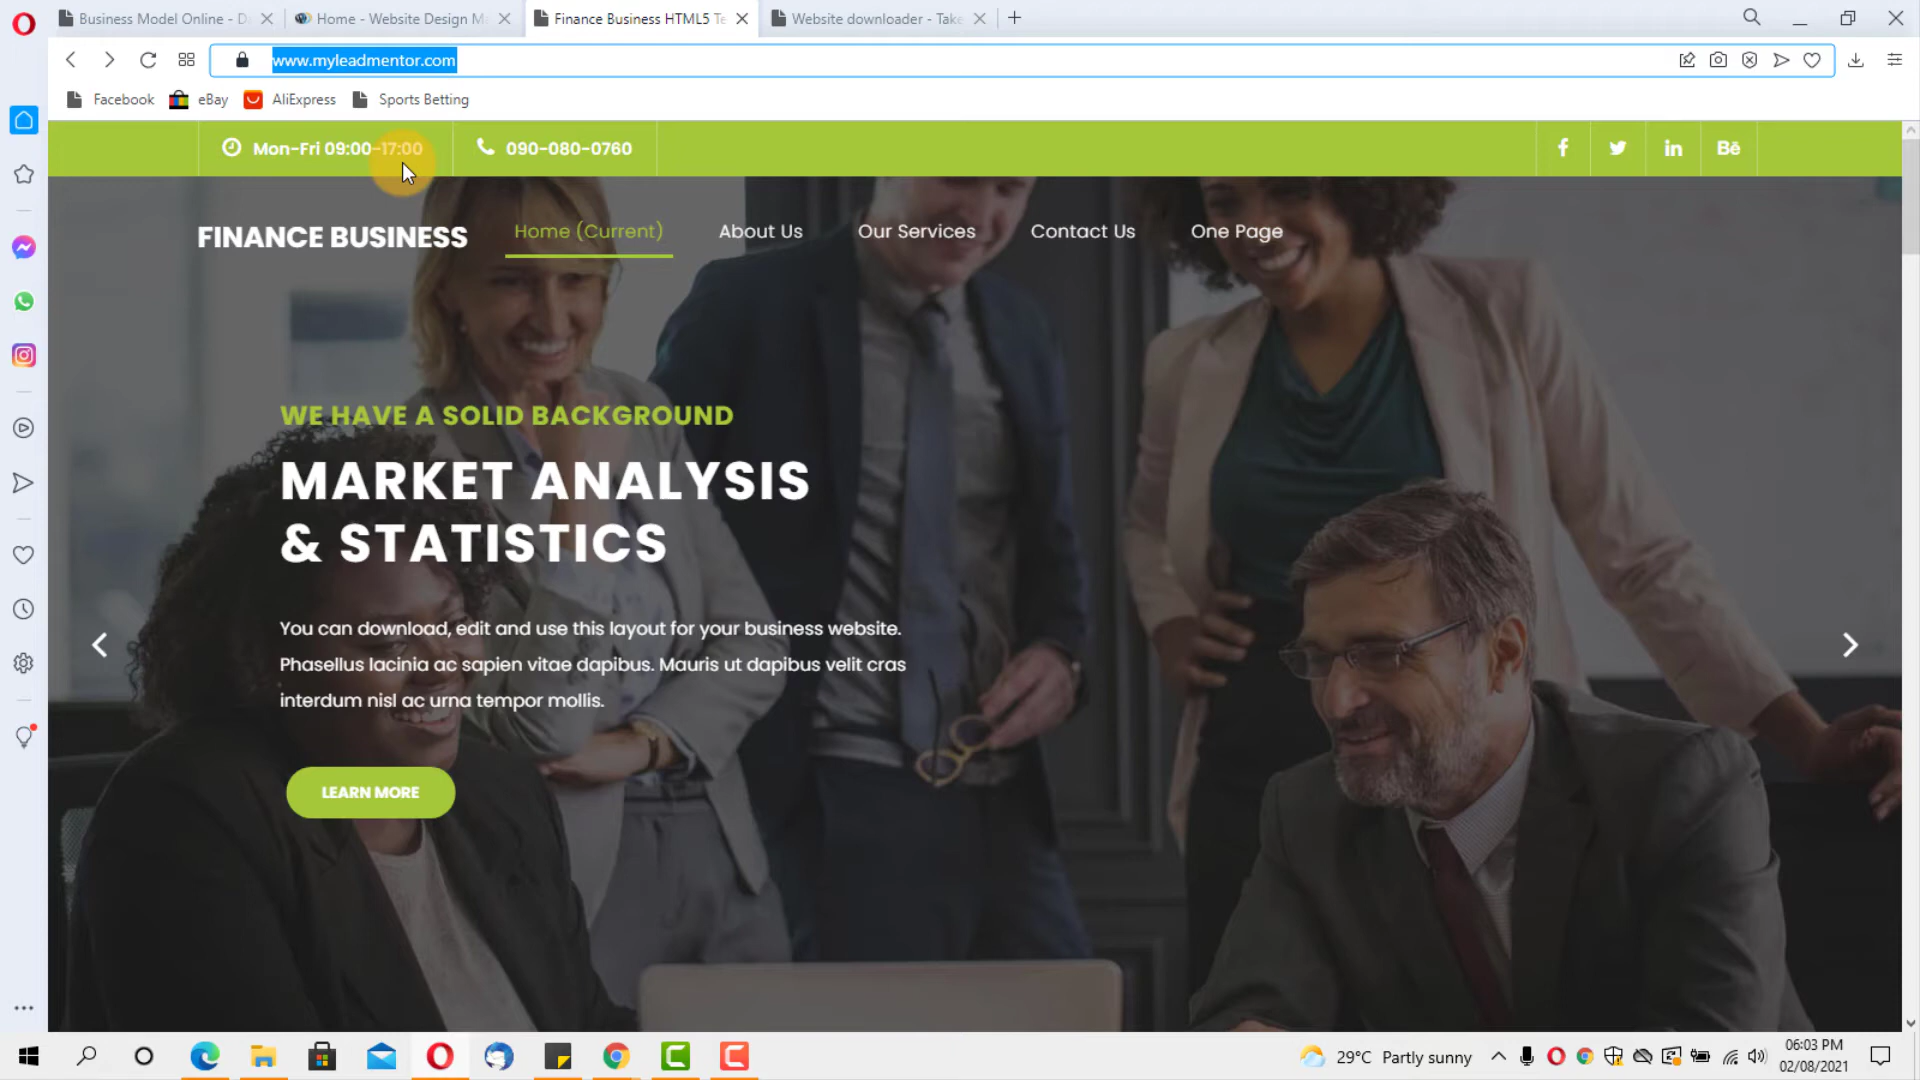 Business Model Online - D
Home - Website Design M
Finance Business HTML5 Te
Website downloader - Take
www.myleadmentor.com
Facebook
eBay
AliExpress
Sports Betting
Mon-Fri 09:00-17:00
090-080-0760
f
in
Bē
FINANCE BUSINESS
Home (Current)
About Us
Our Services
Contact Us
One Page
WE HAVE A SOLID BACKGROUND
MARKET ANALYSIS
& STATISTICS
You can download, edit and use this layout for your business website.
Phasellus lacinia ac sapien vitae dapibus. Mauris ut dapibus velit cras
interdum nisl ac urna tempor mollis.
LEARN MORE
29°C Partly sunny
06:03 PM
02/08/2021